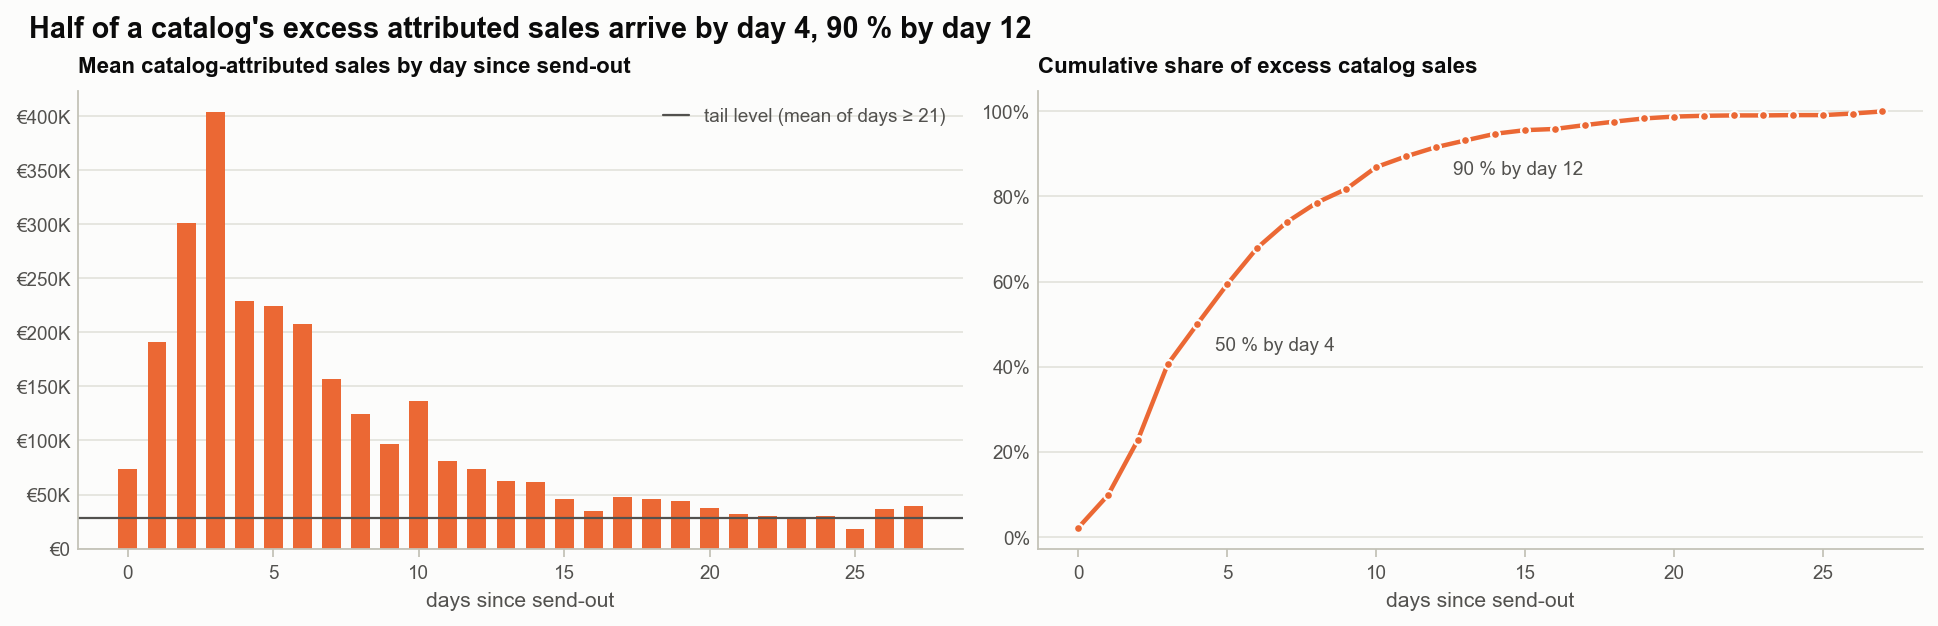 Half of a catalog's excess attributed sales arrive by day 4, 90 % by day 12
Mean catalog-attributed sales by day since send-out
tail level (mean of days ≥ 21)
€400K
€350K
€300K
€250K
€200K
€150K
€100K
€50K
€0
0 5 10 15 20 25
days since send-out
Cumulative share of excess catalog sales
100%
80%
60%
40%
20%
0%
90 % by day 12
50 % by day 4
0 5 10 15 20 25
days since send-out